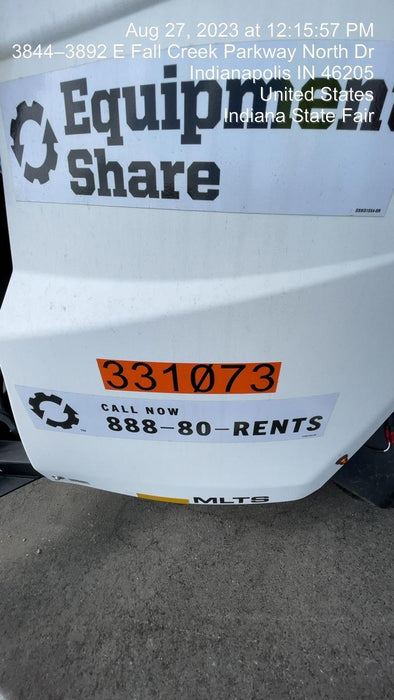 Aug 27, 2023 at 12:15:57 PM
3844–3892 E Fall Creek Parkway North Dr
Indianapolis IN 46205
United States
Indiana State Fair
Equipmen
Share
331073
CALL NOW
888-80-RENTS
MLTS